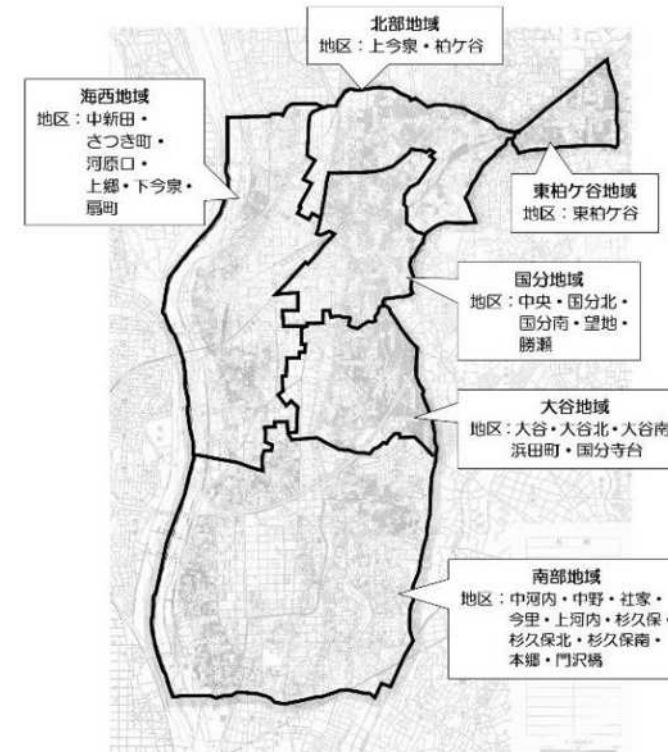 北部地域
地区：上今泉・柏ケ谷
海西地域
地区：中新田・
さつき町・
河原口・
上郷・下今泉・
扇町
東柏ケ谷地域
地区：東柏ケ谷
国分地域
地区：中央・国分北・
国分南・望地・
勝瀬
大谷地域
地区：大谷・大谷北・大谷南
浜田町・国分寺台
南部地域
地区：中河内・中野・社家・
今里・上河内・杉久保・
杉久保北・杉久保南・
本郷・門沢橋